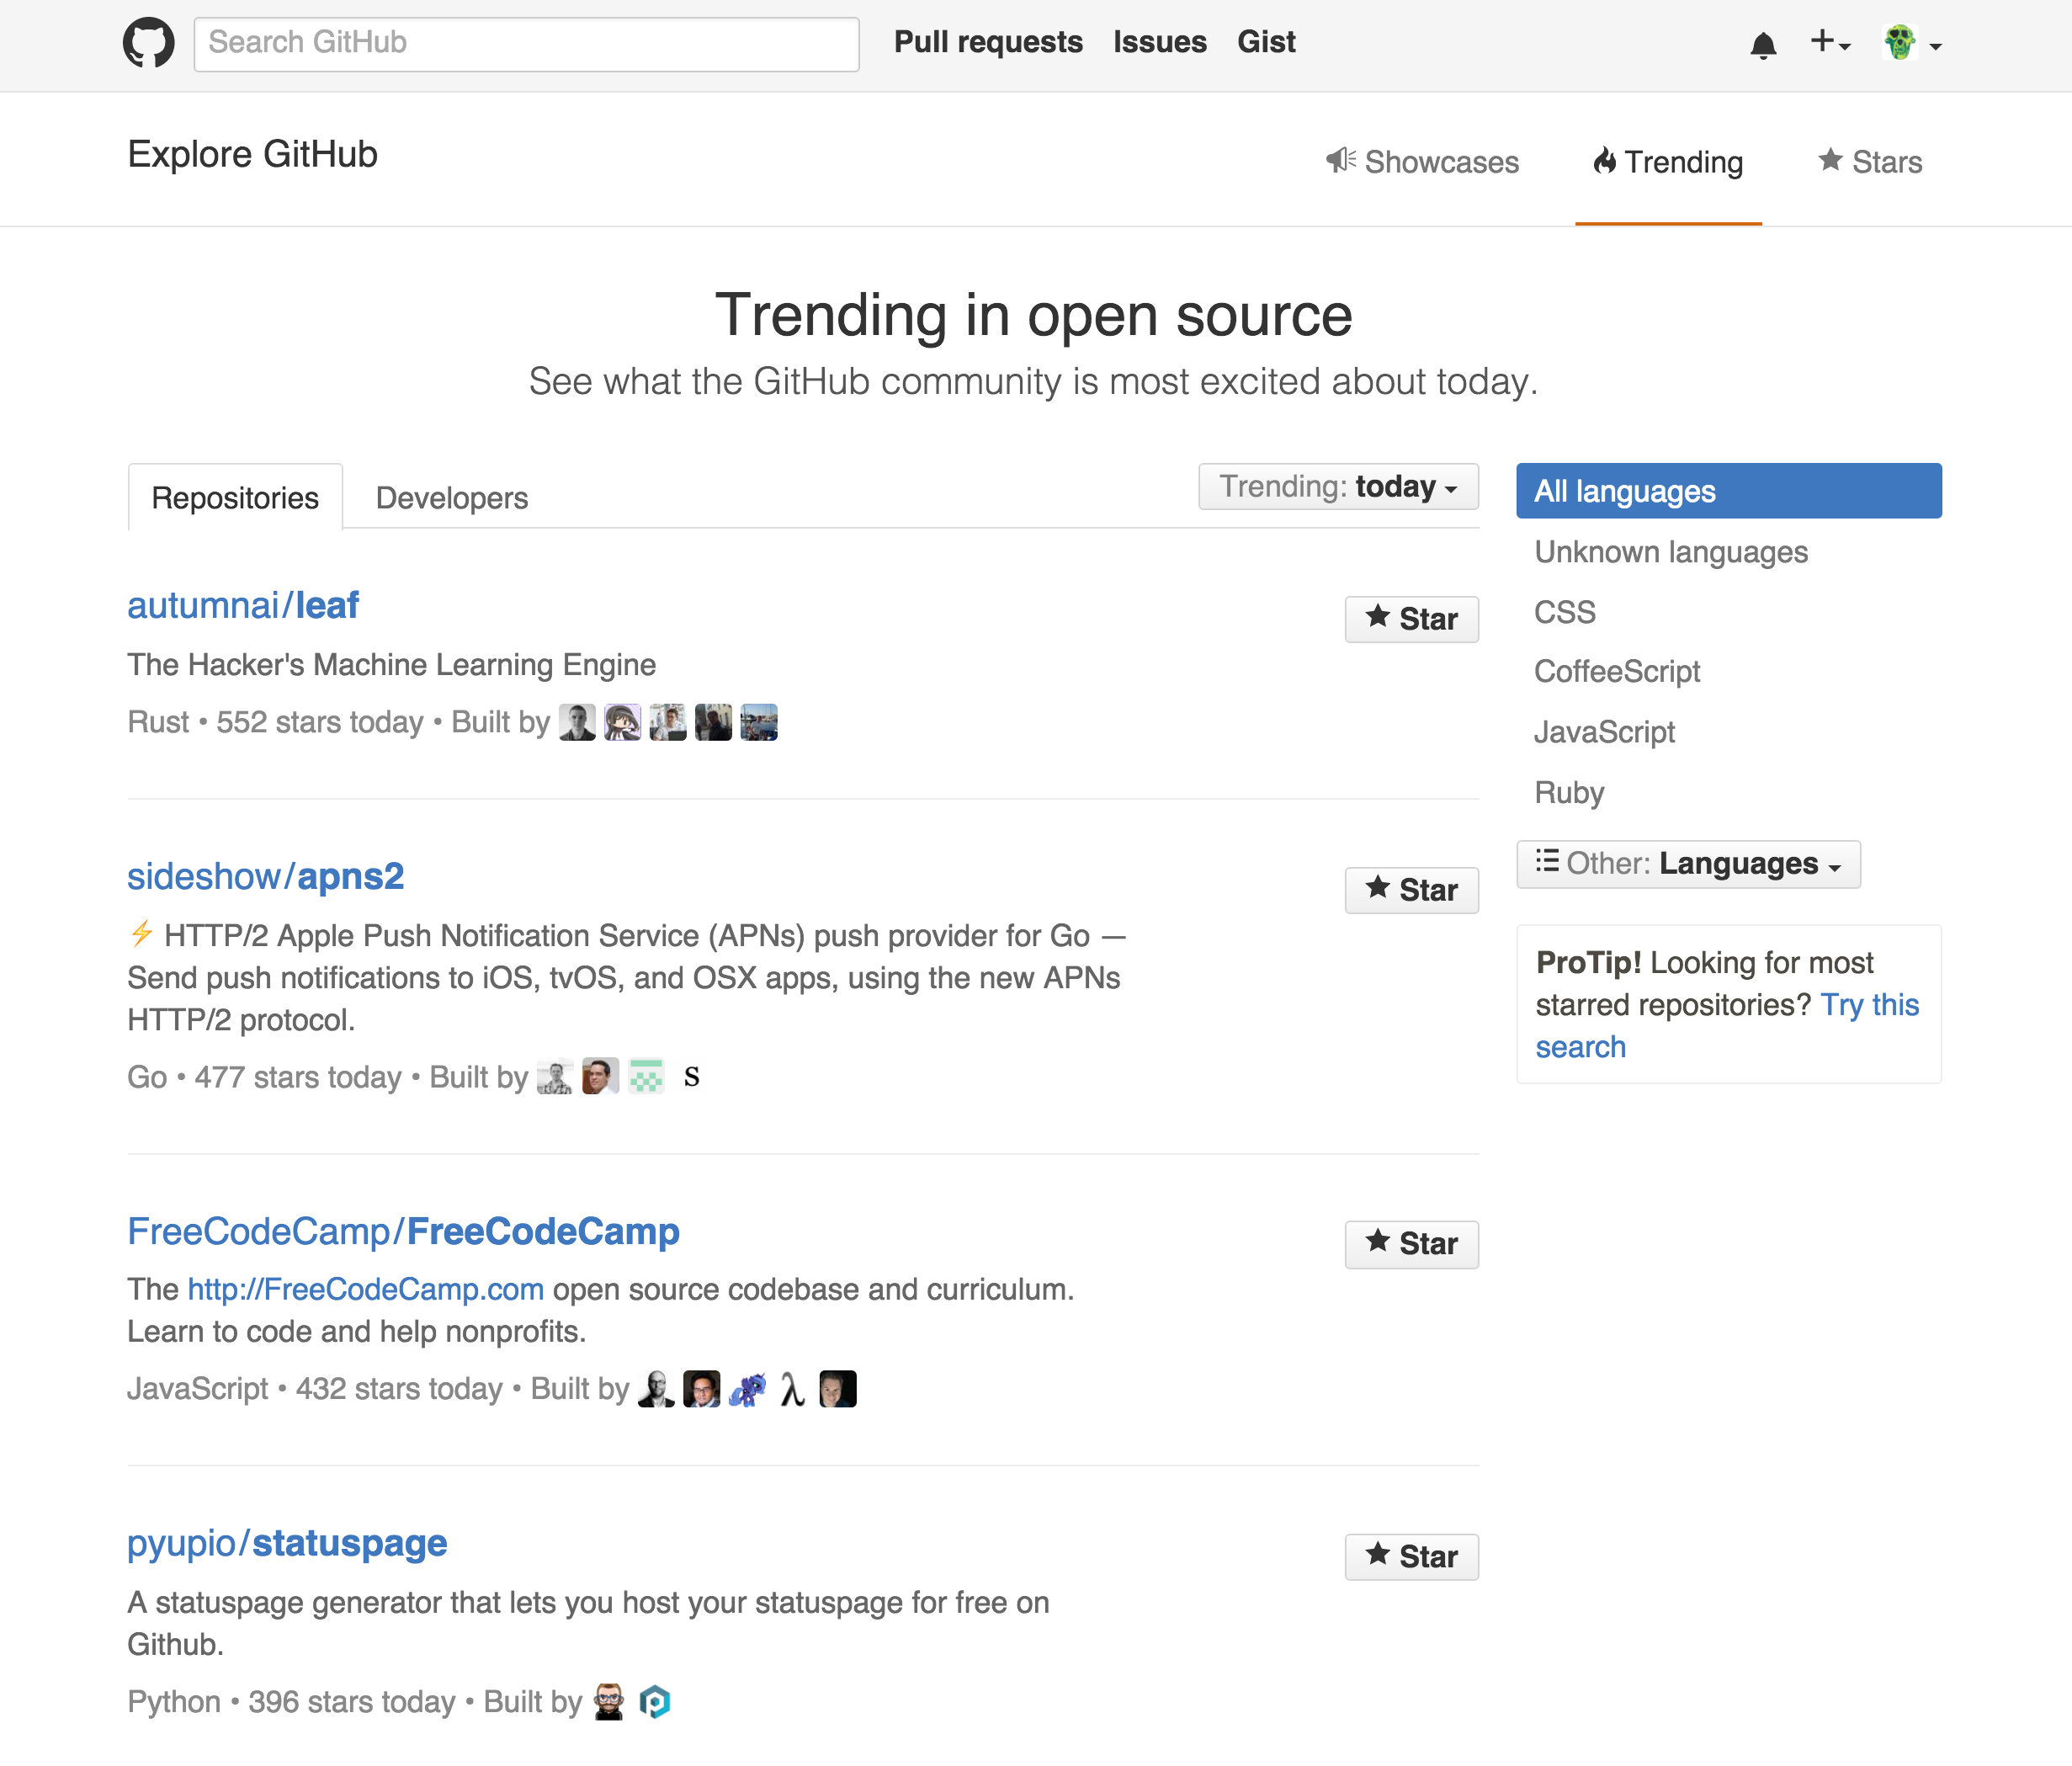 Search GitHub
Pull requests Issues Gist
Explore GitHub
Showcases Trending Stars
Trending in open source
See what the GitHub community is most excited about today.
Repositories Developers
Trending: today
autumnai/leaf
Star
The Hacker's Machine Learning Engine
Rust • 552 stars today • Built by
sideshow/apns2
Star
⚡ HTTP/2 Apple Push Notification Service (APNs) push provider for Go —
Send push notifications to iOS, tvOS, and OSX apps, using the new APNs
HTTP/2 protocol.
Go • 477 stars today • Built by S
FreeCodeCamp/FreeCodeCamp
Star
The http://FreeCodeCamp.com open source codebase and curriculum.
Learn to code and help nonprofits.
JavaScript • 432 stars today • Built by λ
pyupio/statuspage
Star
A statuspage generator that lets you host your statuspage for free on
Github.
Python • 396 stars today • Built by
All languages
Unknown languages
CSS
CoffeeScript
JavaScript
Ruby
Other: Languages
ProTip! Looking for most
starred repositories? Try this
search